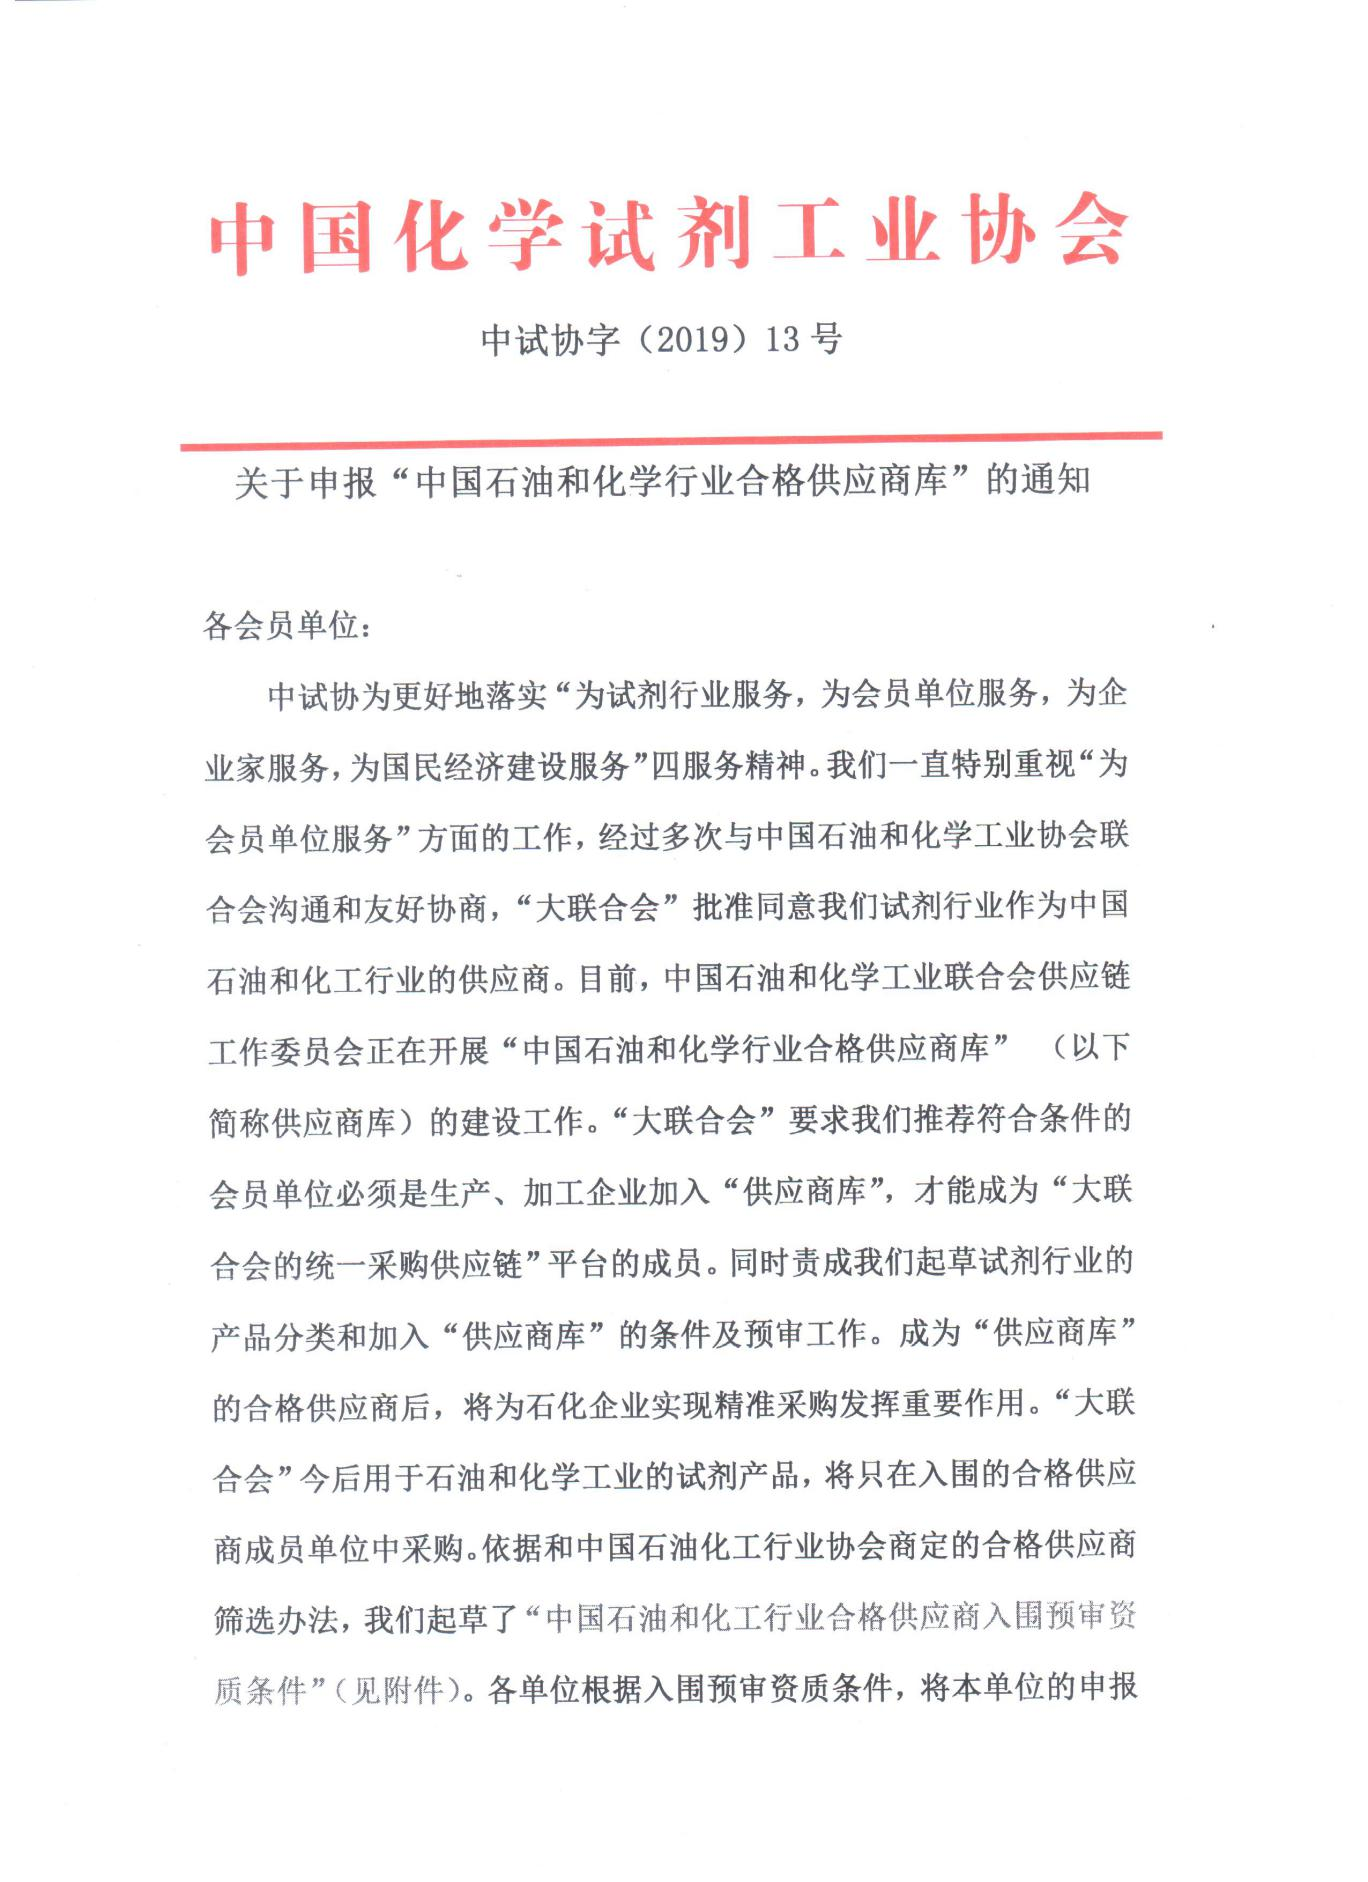 中国化学试剂工业协会
中试协字（2019）13号
关于申报“中国石油和化学行业合格供应商库”的通知
各会员单位：
中试协为更好地落实“为试剂行业服务，为会员单位服务，为企
业家服务，为国民经济建设服务”四服务精神。我们一直特别重视“为
会员单位服务”方面的工作，经过多次与中国石油和化学工业协会联
合会沟通和友好协商，“大联合会”批准同意我们试剂行业作为中国
石油和化工行业的供应商。目前，中国石油和化学工业联合会供应链
工作委员会正在开展“中国石油和化学行业合格供应商库” （以下
简称供应商库）的建设工作。“大联合会”要求我们推荐符合条件的
会员单位必须是生产、加工企业加入“供应商库”，才能成为“大联
合会的统一采购供应链”平台的成员。同时责成我们起草试剂行业的
产品分类和加入“供应商库”的条件及预审工作。成为“供应商库”
的合格供应商后，将为石化企业实现精准采购发挥重要作用。“大联
合会”今后用于石油和化学工业的试剂产品，将只在入围的合格供应
商成员单位中采购。依据和中国石油化工行业协会商定的合格供应商
筛选办法，我们起草了“中国石油和化工行业合格供应商入围预审资
质条件”（见附件）。各单位根据入围预审资质条件，将本单位的申报